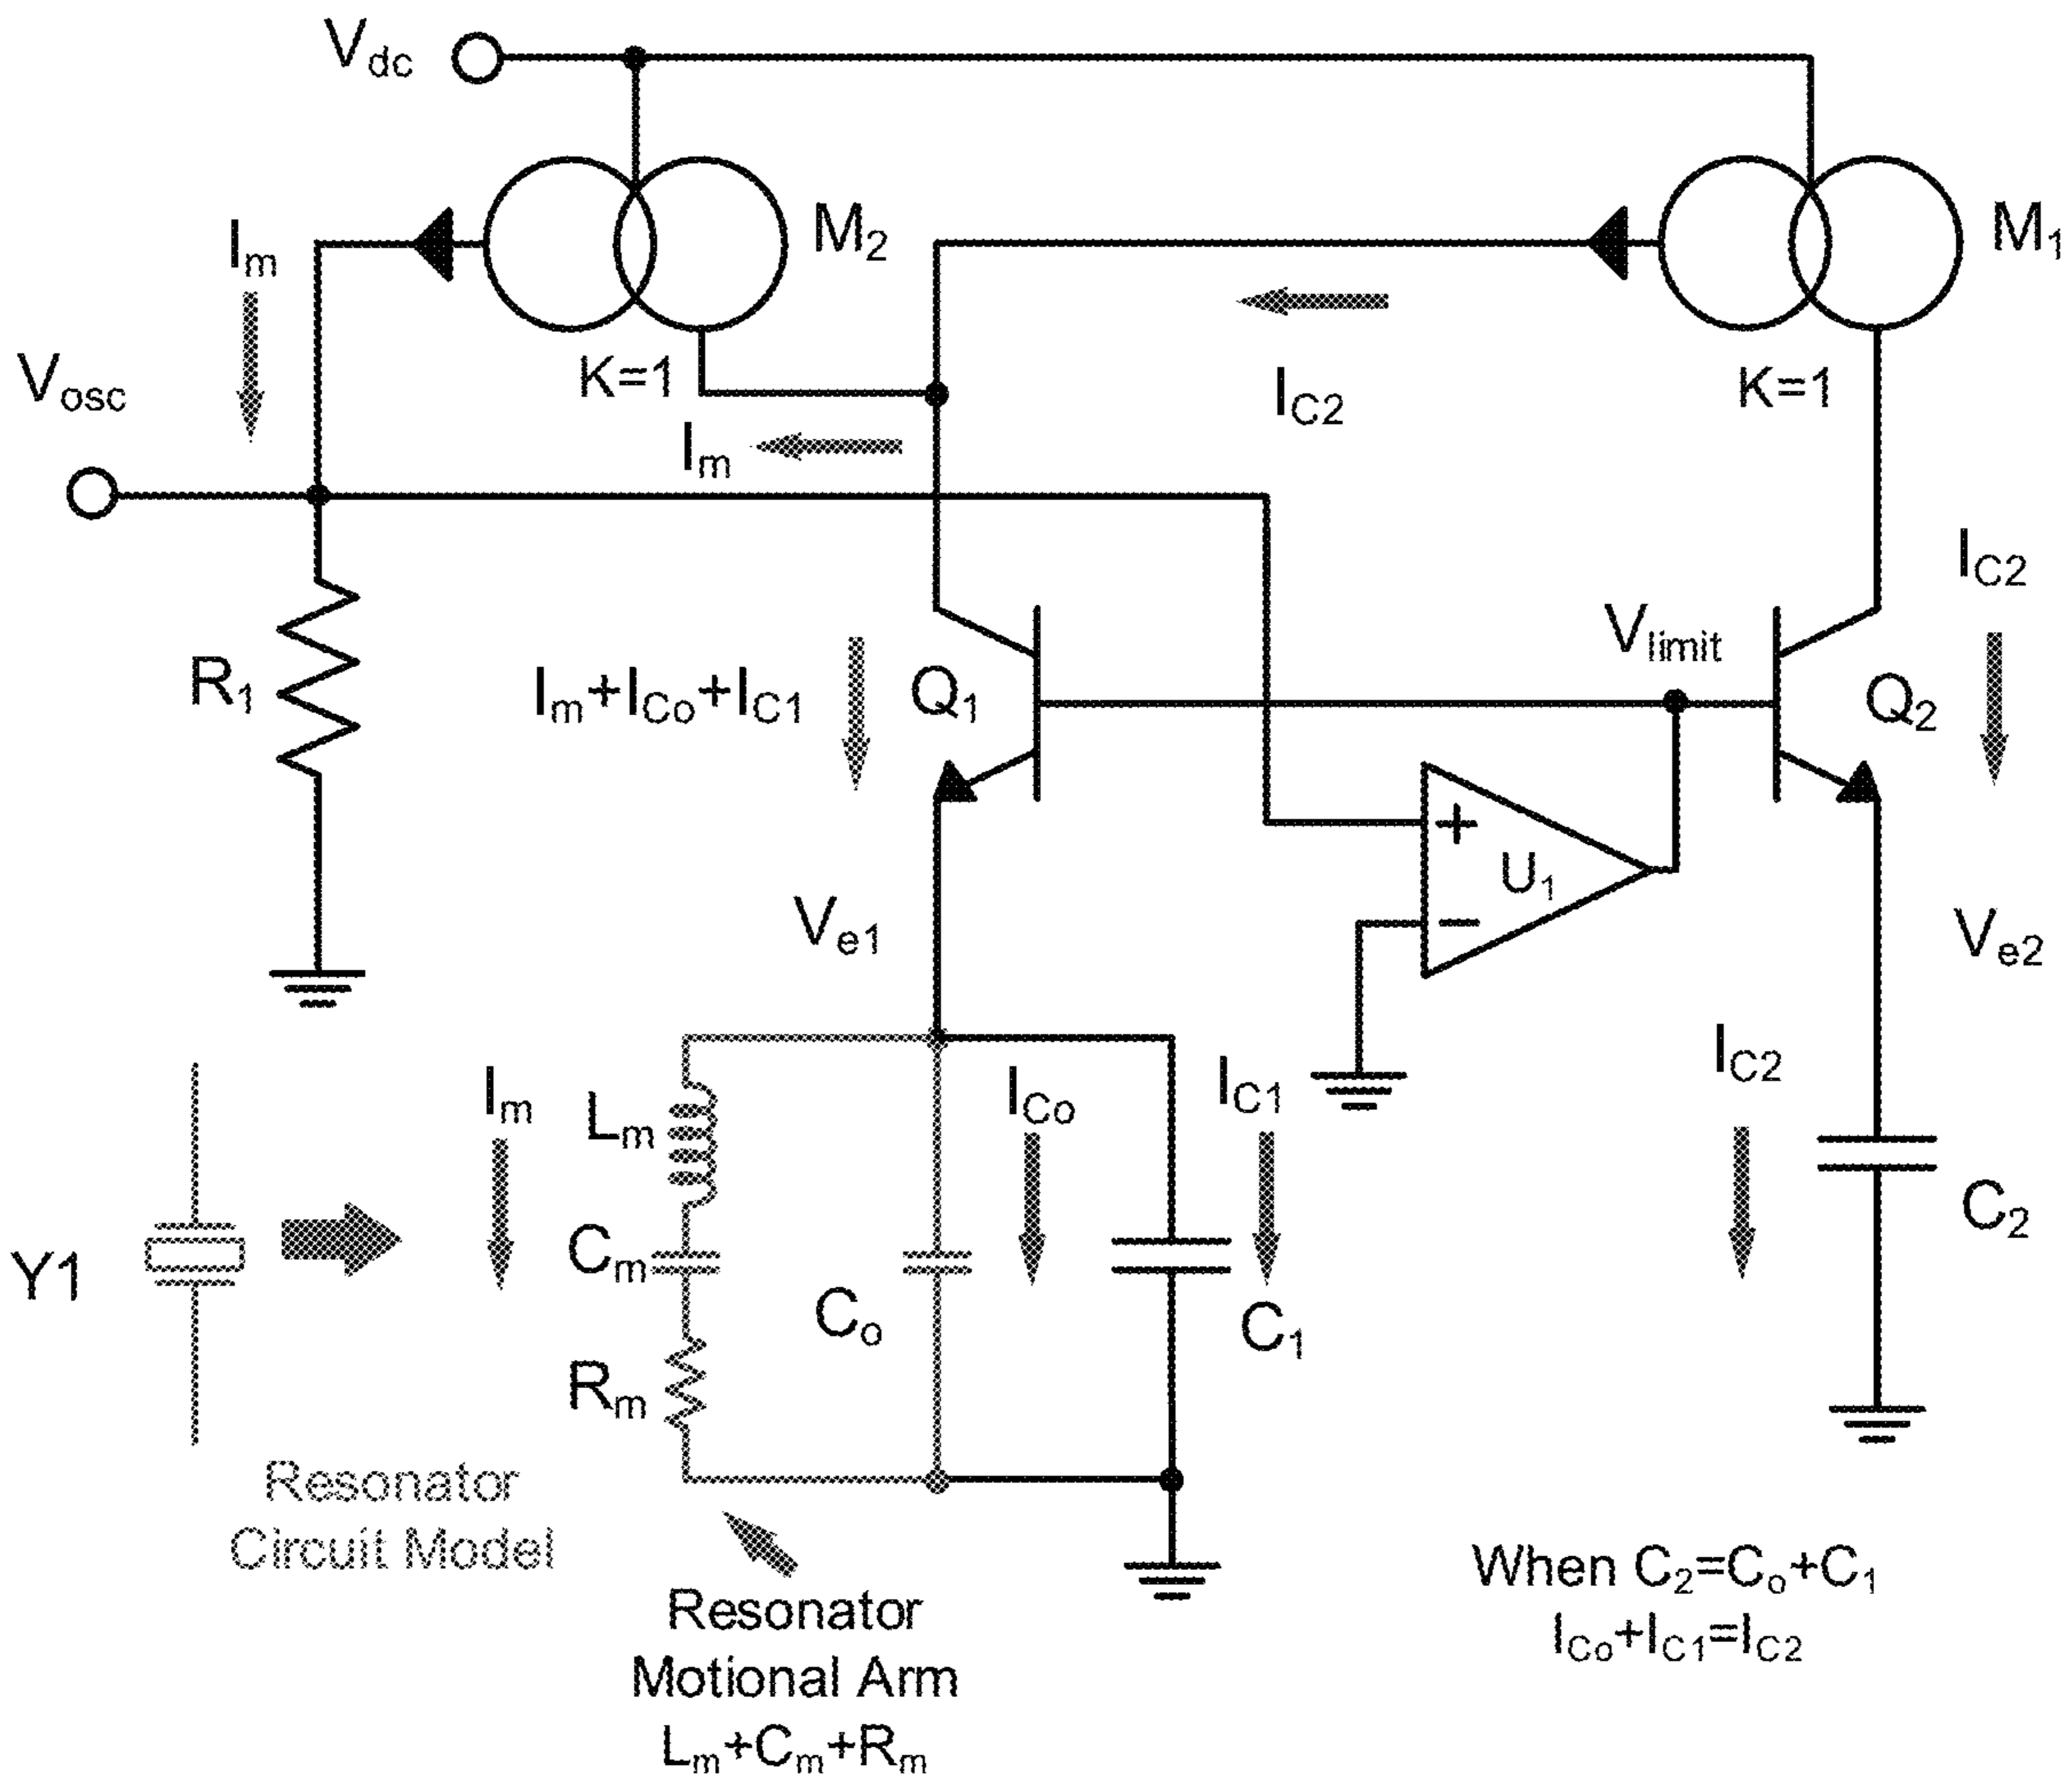 Vdc
M2
M1
Im
K=1
K=1
Vosc
IC2
Im
IC2
Vlimit
R1
Im+ICo+IC1
Q1
Q2
+
U1
−
Ve1
Ve2
Im
Lm
ICo
IC1
IC2
Y1
Cm
Co
C1
C2
Rm
Resonator
Circuit Model
Resonator
Motional Arm
Lm+Cm+Rm
When C2=Co+C1
ICo+IC1=IC2